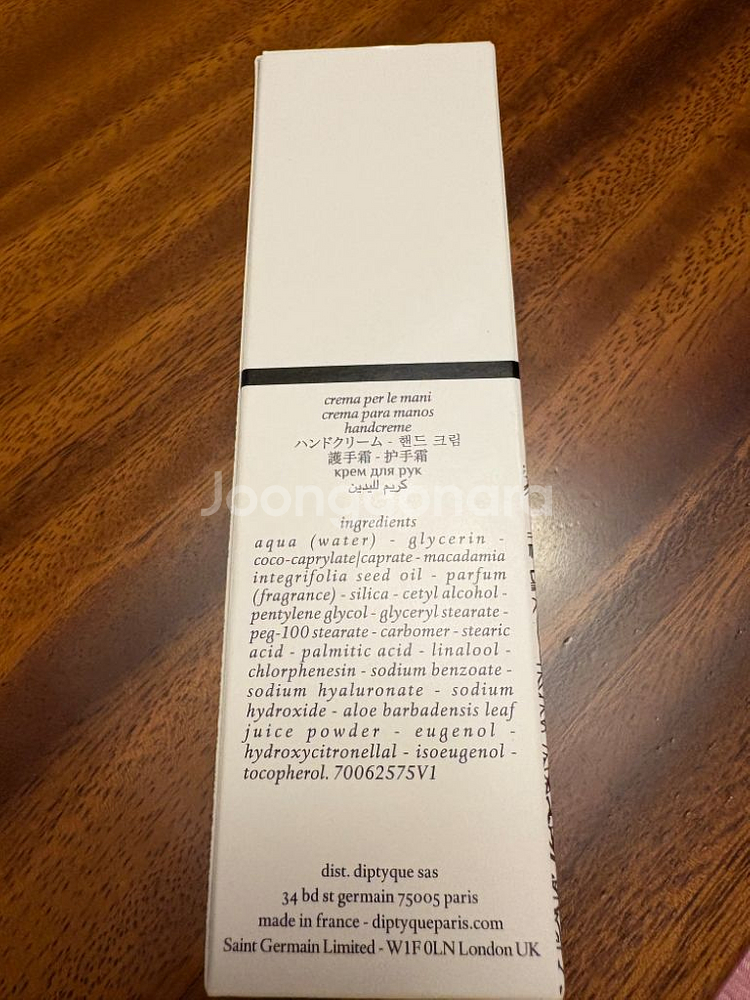 crema per le mani
crema para manos
handcreme
ハンドクリーム - 핸드 크림
護手霜 - 护手霜
крем для рук
كريم لليدين
Joonggonara
ingredients
aqua (water) - glycerin -
coco-caprylate/caprate - macadamia
integrifolia seed oil - parfum
(fragrance) - silica - cetyl alcohol -
pentylene glycol - glyceryl stearate -
peg-100 stearate - carbomer - stearic
acid - palmitic acid - linalool -
chlorphenesin - sodium benzoate -
sodium hyaluronate - sodium
hydroxide - aloe barbadensis leaf
juice powder - eugenol -
hydroxycitronellal - isoeugenol -
tocopherol. 70062575V1
dist. diptyque sas
34 bd st germain 75005 paris
made in france - diptyqueparis.com
Saint Germain Limited - W1F 0LN London UK